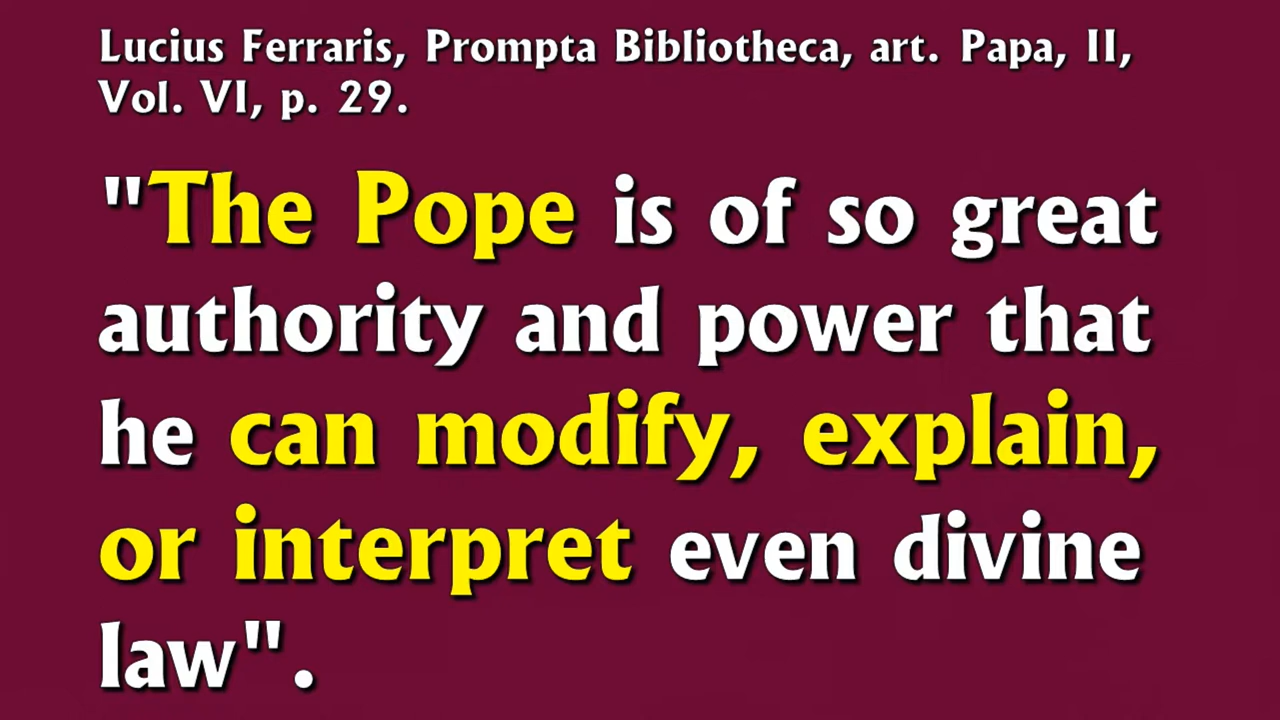 Lucius Ferraris, Prompta Bibliotheca, art. Papa, II,
Vol. VI, p. 29.
"The Pope is of so great
authority and power that
he can modify, explain,
or interpret even divine
law".